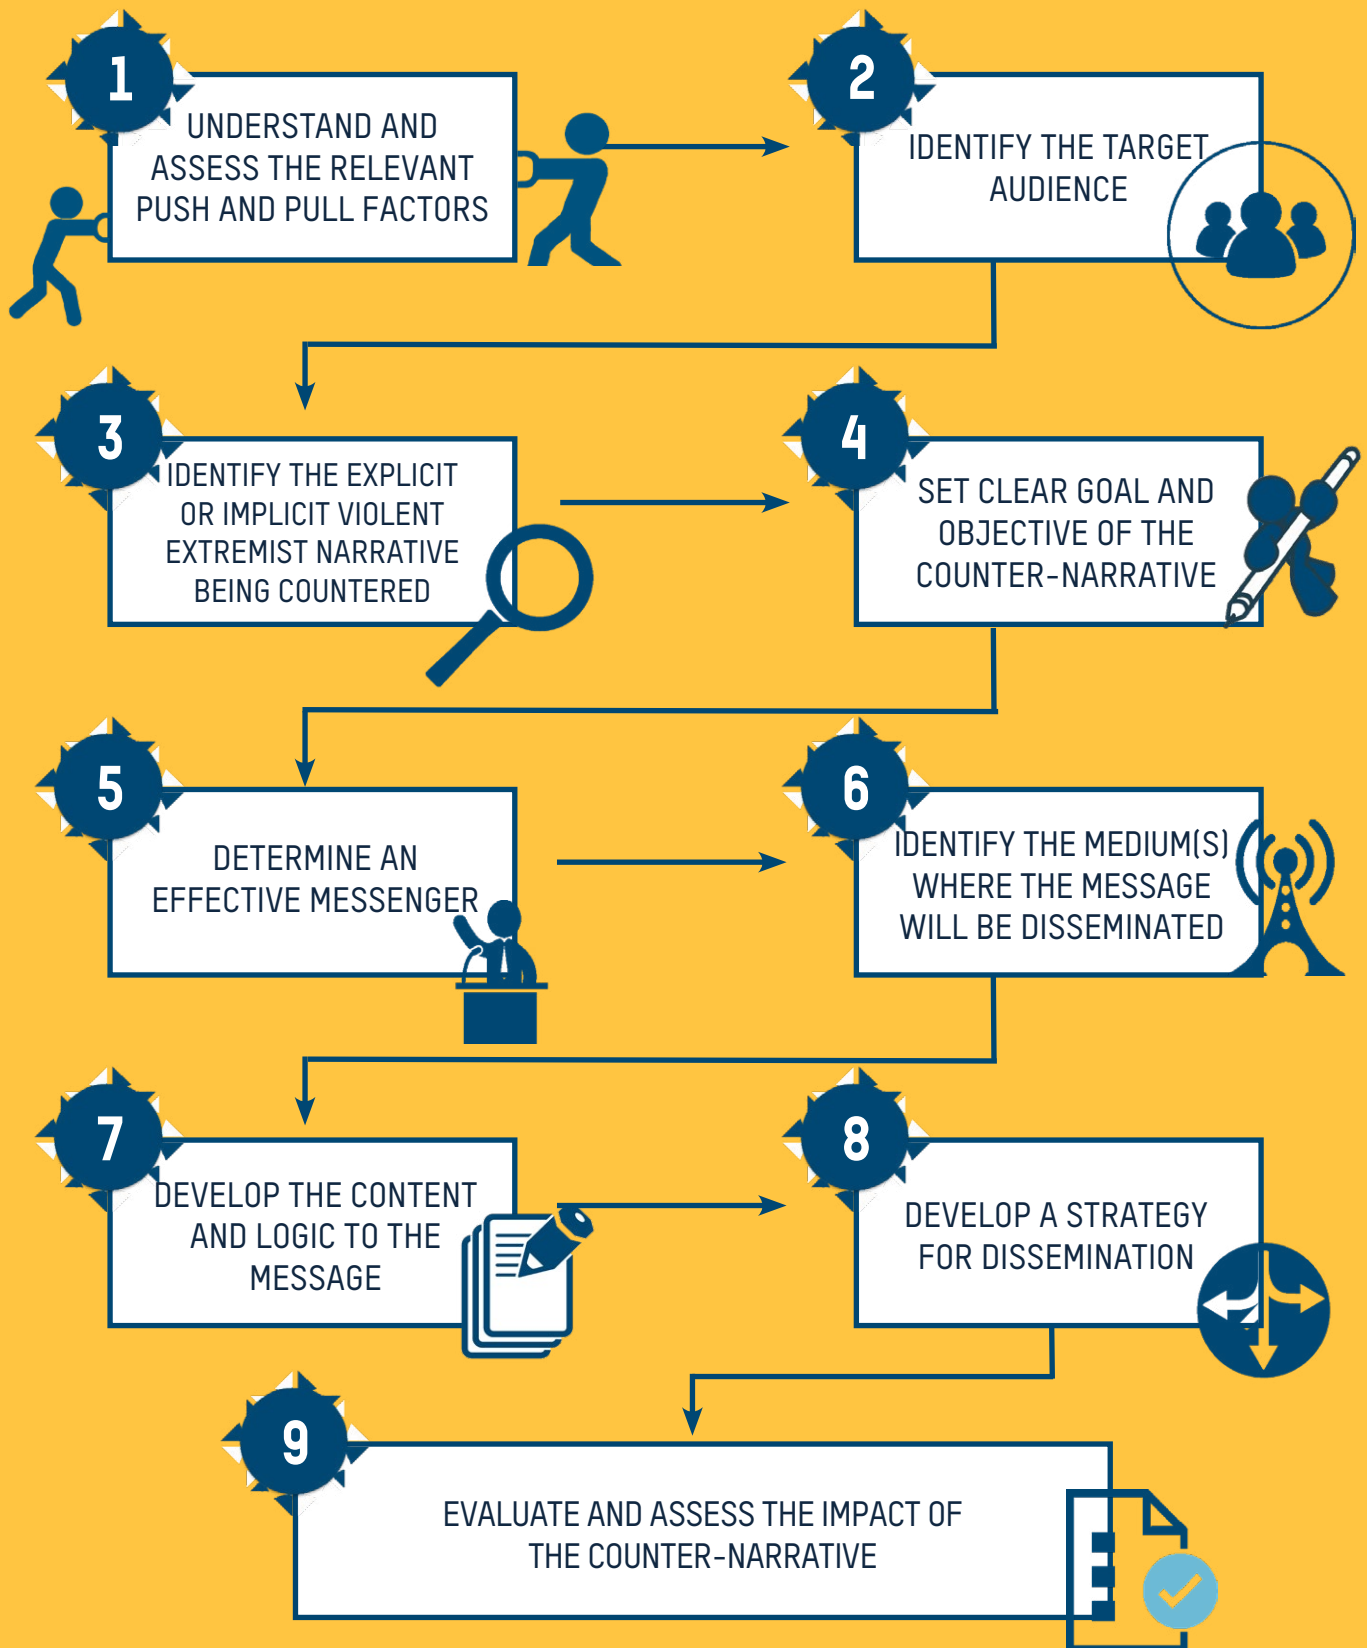 1
UNDERSTAND AND
ASSESS THE RELEVANT
PUSH AND PULL FACTORS
2
IDENTIFY THE TARGET
AUDIENCE
3
IDENTIFY THE EXPLICIT
OR IMPLICIT VIOLENT
EXTREMIST NARRATIVE
BEING COUNTERED
4
SET CLEAR GOAL AND
OBJECTIVE OF THE
COUNTER-NARRATIVE
5
DETERMINE AN
EFFECTIVE MESSENGER
6
IDENTIFY THE MEDIUM(S)
WHERE THE MESSAGE
WILL BE DISSEMINATED
7
DEVELOP THE CONTENT
AND LOGIC TO THE
MESSAGE
8
DEVELOP A STRATEGY
FOR DISSEMINATION
9
EVALUATE AND ASSESS THE IMPACT OF
THE COUNTER-NARRATIVE